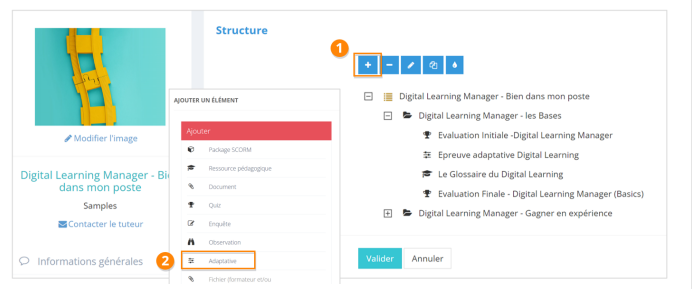 Structure
1
Modifier l'image
Digital Learning Manager - Bi
dans mon poste
Samples
Contacter le tuteur
Informations générales
AJOUTER UN ÉLÉMENT
Ajouter
Package SCORM
Ressource pédagogique
Document
Quiz
Enquête
Observation
2
Adaptative
Fichier (formateur et/ou
Digital Learning Manager - Bien dans mon poste
Digital Learning Manager - les Bases
Evaluation Initiale -Digital Learning Manager
Epreuve adaptative Digital Learning
Le Glossaire du Digital Learning
Evaluation Finale - Digital Learning Manager (Basics)
Digital Learning Manager - Gagner en expérience
Valider Annuler